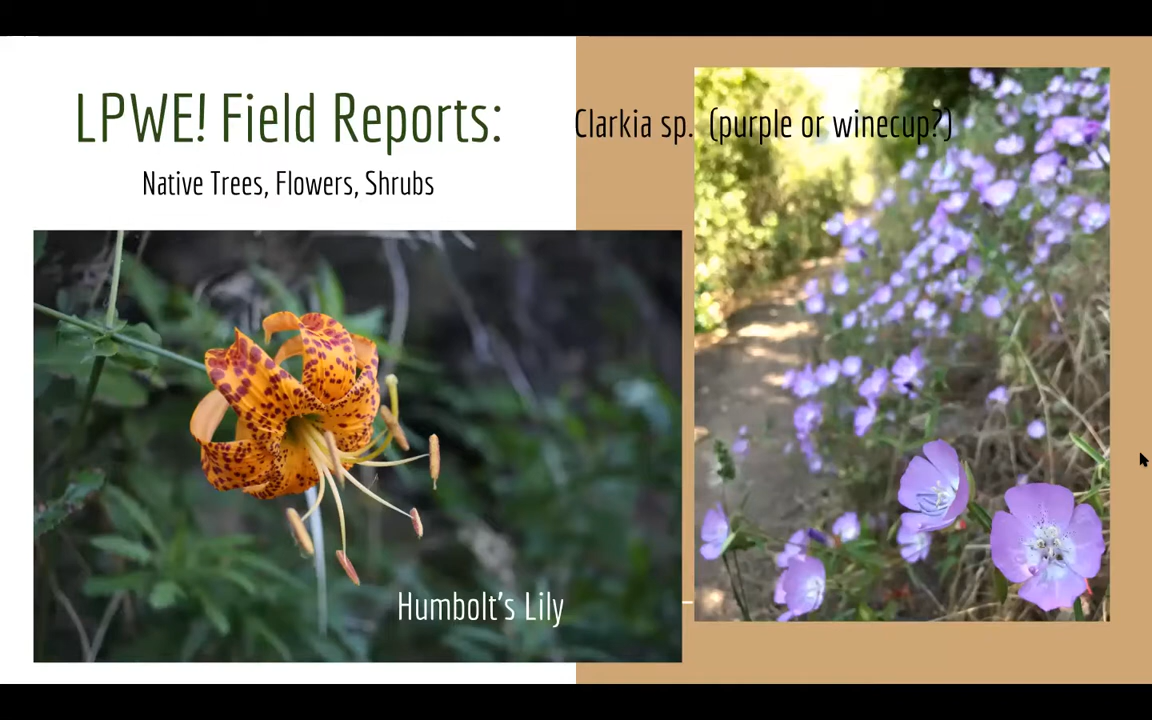 LPWE! Field Reports:
Native Trees, Flowers, Shrubs
Clarkia sp. (purple or winecup?)
Humbolt's Lily